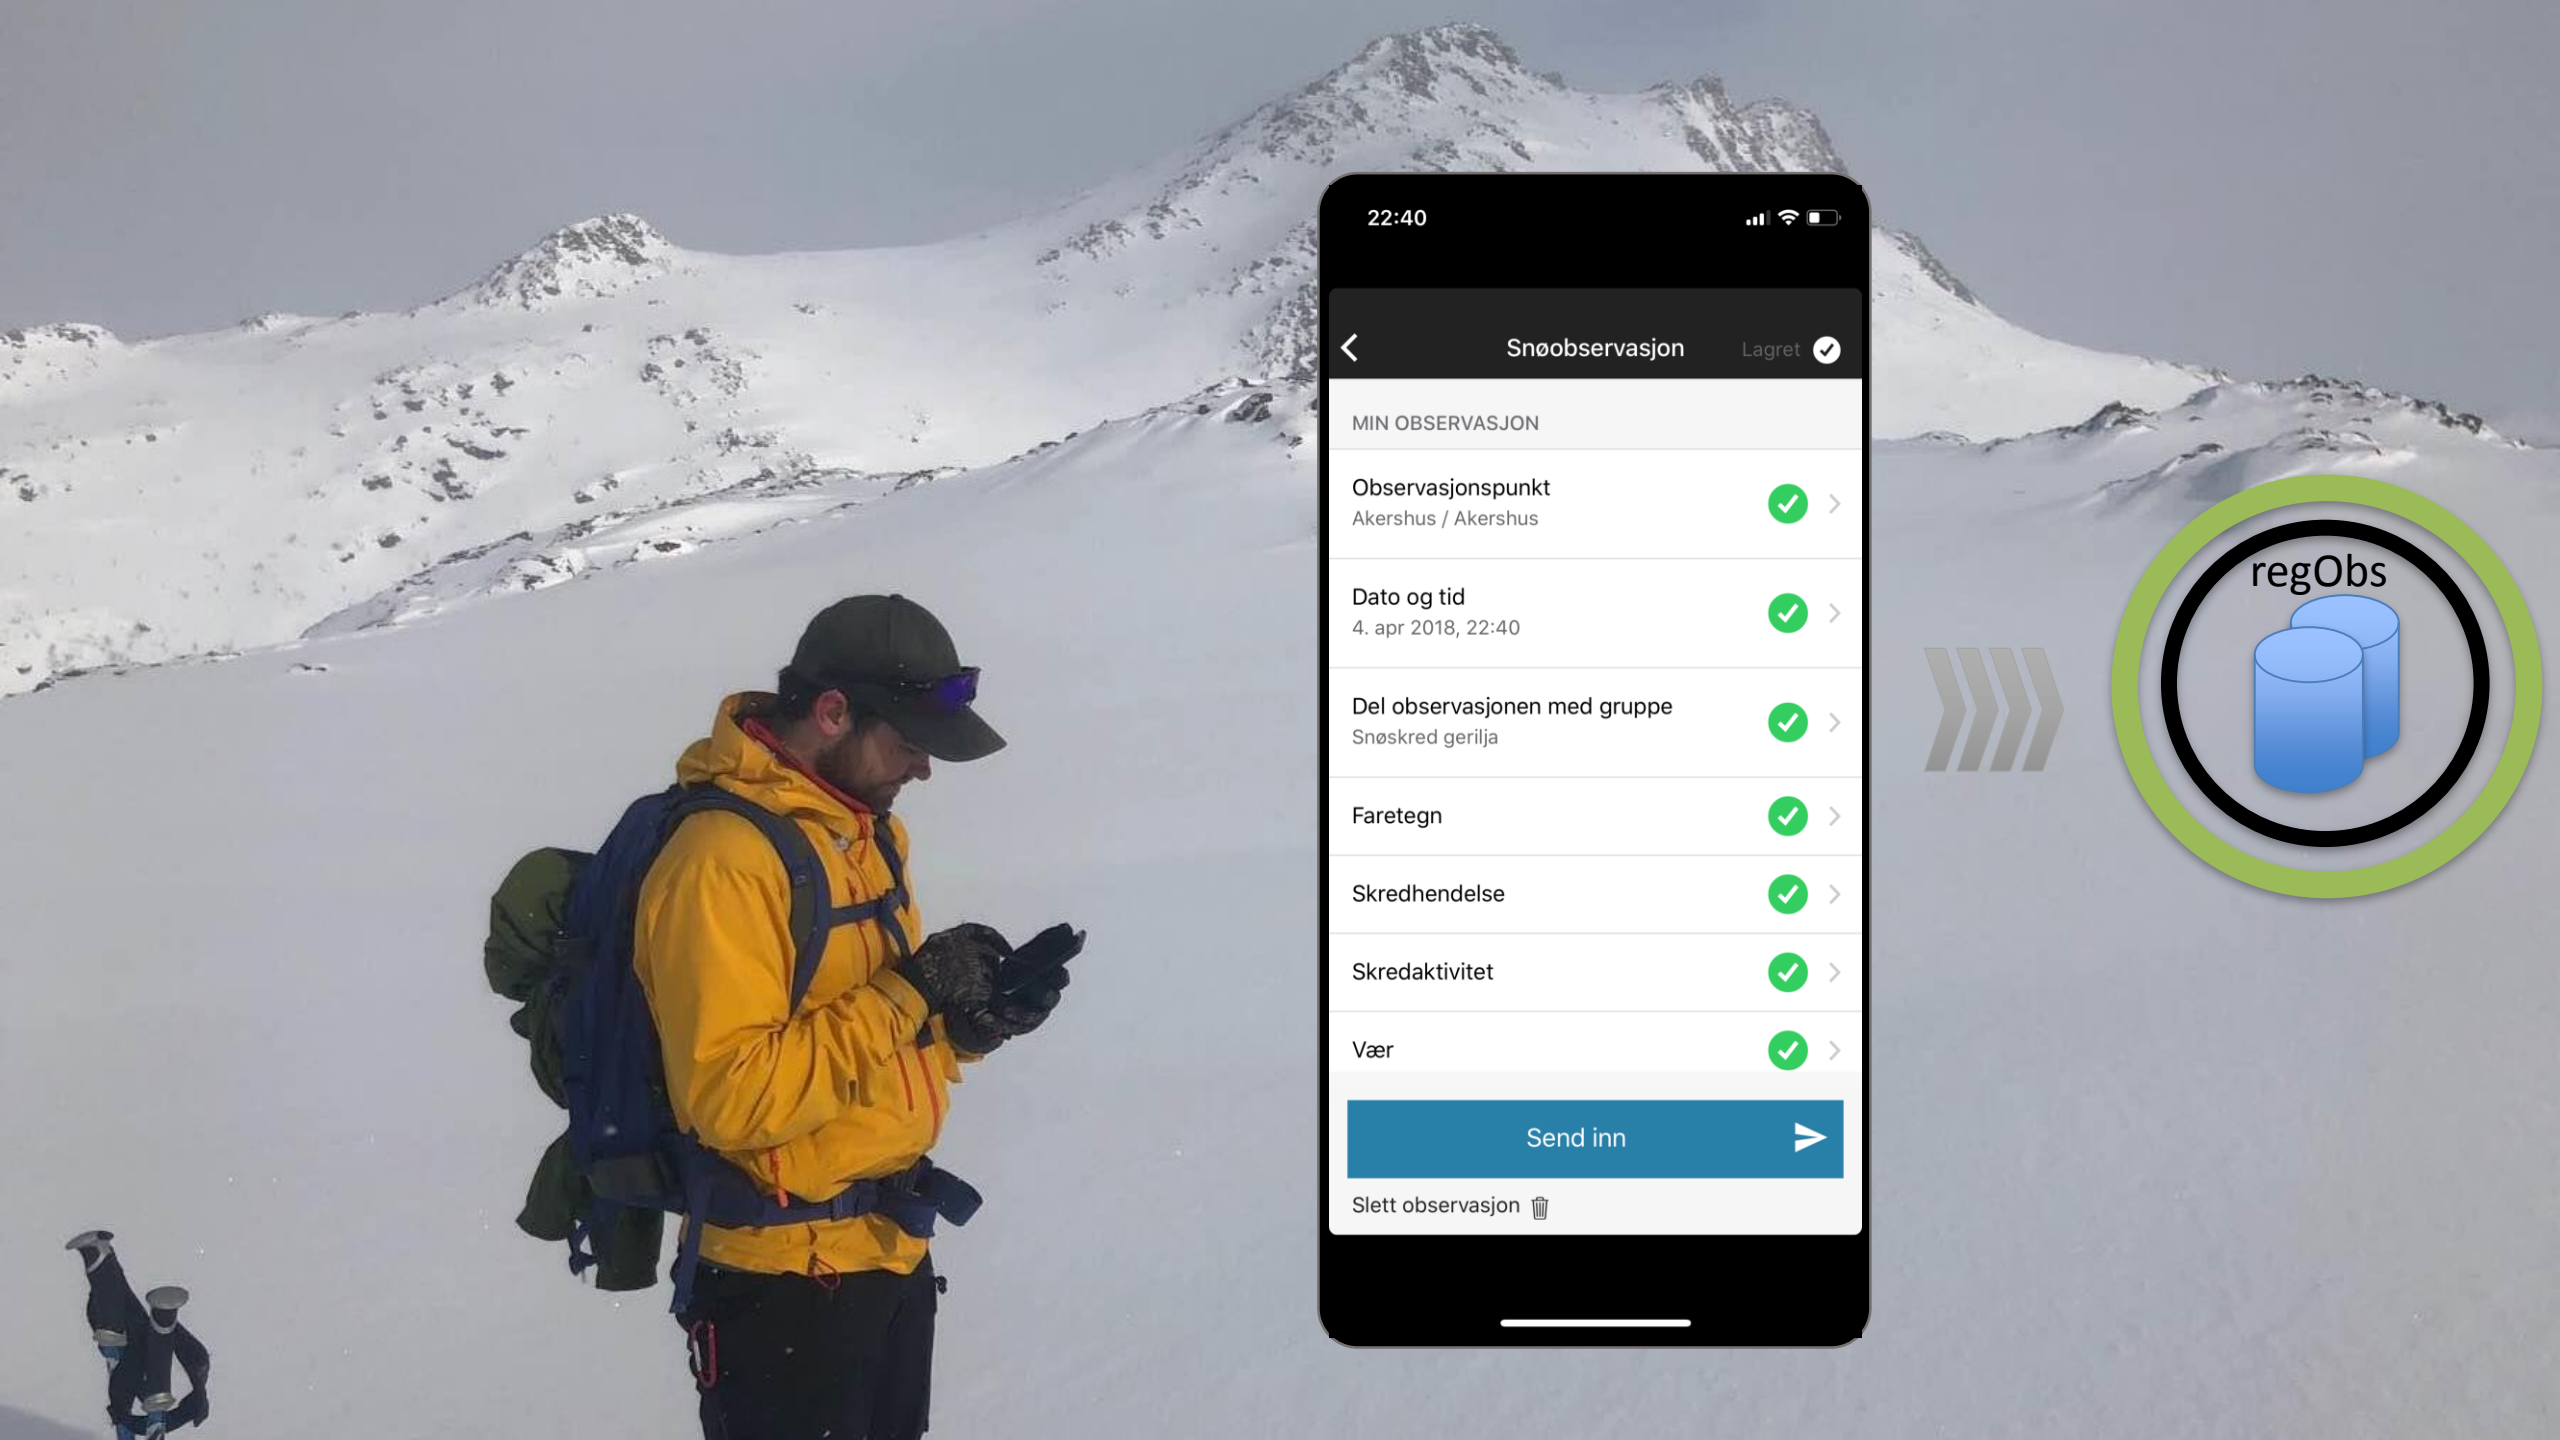 22:40
Snøobservasjon
Lagret
MIN OBSERVASJON
Observasjonspunkt
Akershus / Akershus
Dato og tid
4. apr 2018, 22:40
Del observasjonen med gruppe
Snøskred gerilja
Faretegn
Skredhendelse
Skredaktivitet
Vær
Send inn
Slett observasjon
regObs